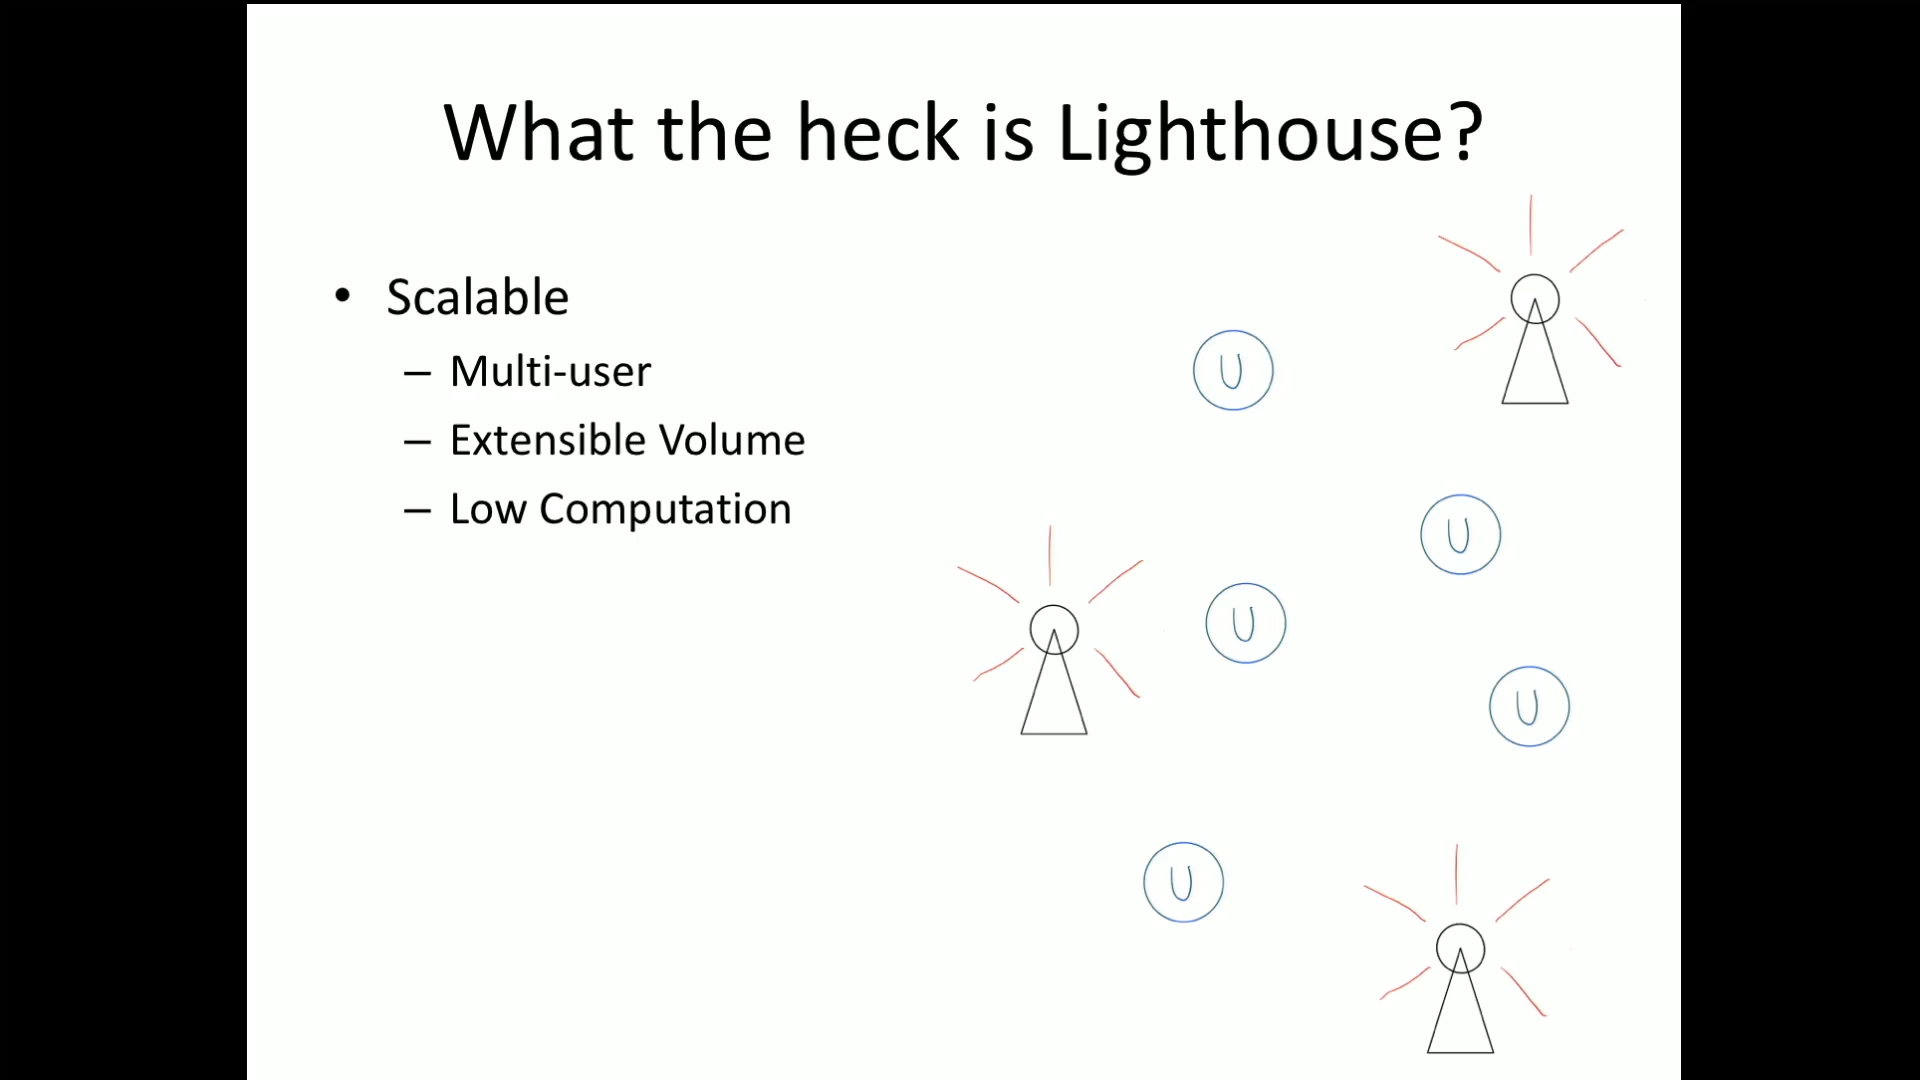 What the heck is Lighthouse?
• Scalable
– Multi-user
– Extensible Volume
– Low Computation
U
U
U
U
U